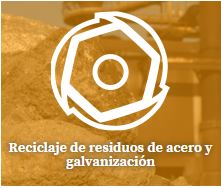 Reciclaje de residuos de acero y
galvanización